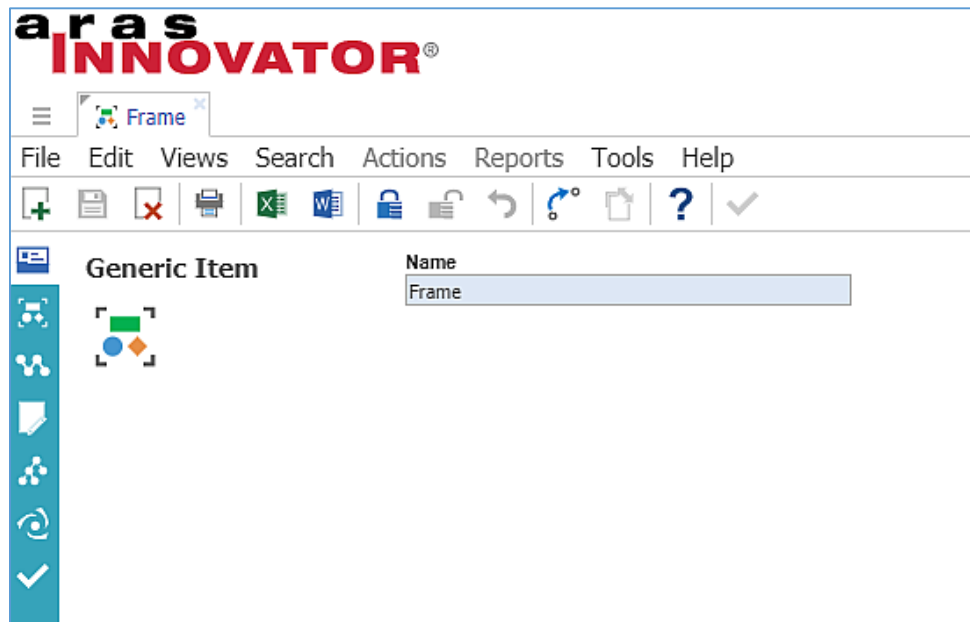 aras
INNOVATOR®
Frame
File Edit Views Search Actions Reports Tools Help
Generic Item
Name
Frame